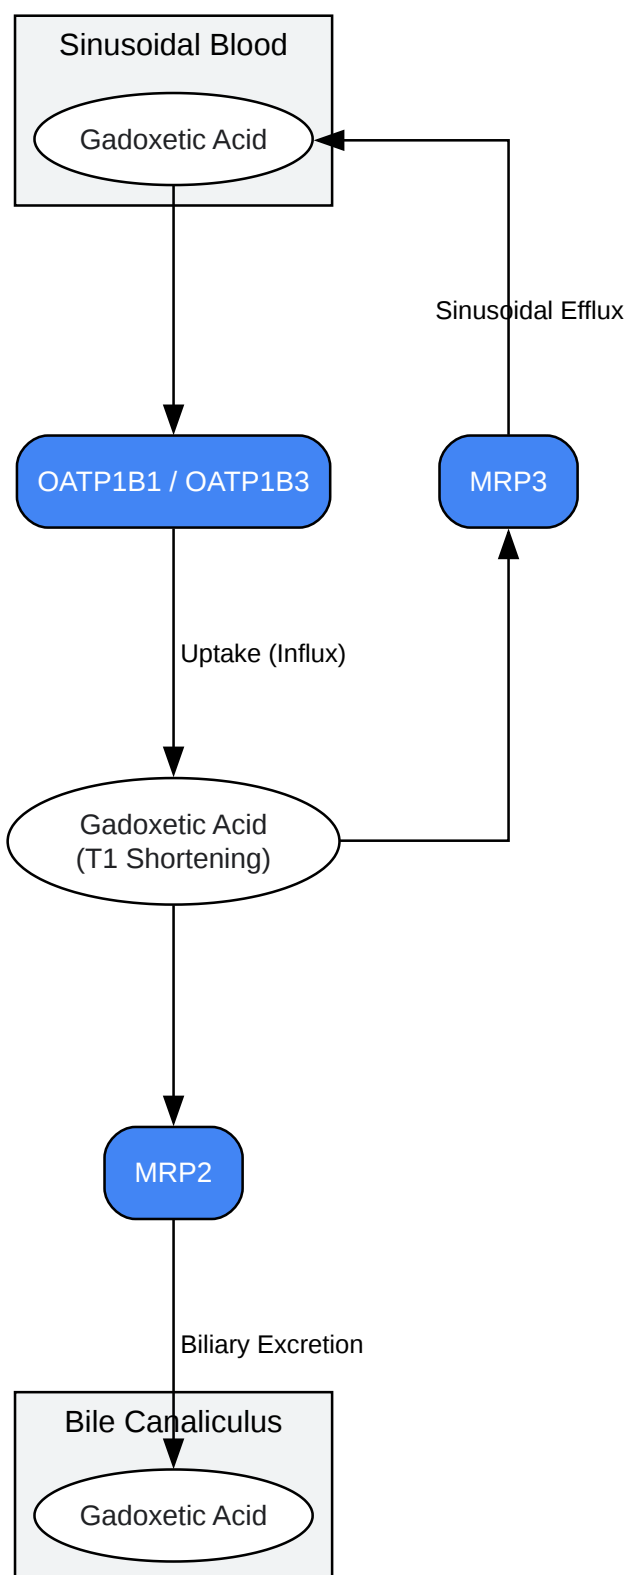 Sinusoidal Blood
Gadoxetic Acid
Sinusoidal Efflux
OATP1B1 / OATP1B3
MRP3
Uptake (Influx)
Gadoxetic Acid
(T1 Shortening)
MRP2
Biliary Excretion
Bile Canaliculus
Gadoxetic Acid